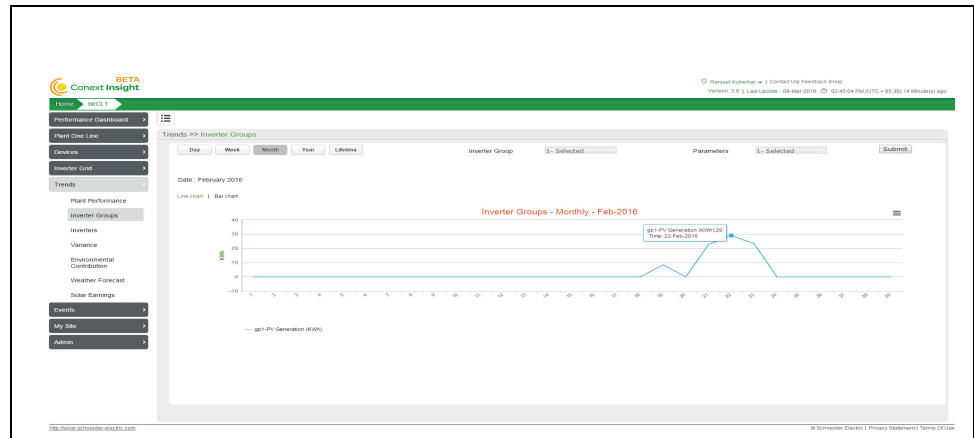 BETA
Conext Insight
Ranjeet Kuberkar | Contact Us| Feedback |Help
Version: 3.0 | Last Update : 08-Mar-2016 02:45:04 PM (UTC + 05:30) 14 Minute(s) ago
Home
Performance Dashboard
Plant One Line
Devices
Inverter Grid
Trends
Plant Performance
Inverter Groups
Inverters
Variance
Environmental
Contribution
Weather Forecast
Solar Earnings
Events
My Site
Admin
Trends >> Inverter Groups
Day Week Month Year Lifetime Inverter Group 1- Selected Parameters 1- Selected Submit
Date : February 2016
Line chart | Bar chart
Inverter Groups - Monthly - Feb-2016
gp1-PV Generation (KWh):29
Time: 22-Feb-2016
KWh
40
30
20
10
0
-10
1 2 3 4 5 6 7 8 9 10 11 12 13 14 15 16 17 18 19 20 21 22 23 24 25 26 27 28 29
gp1-PV Generation (KWh)
http://solar.schneider-electric.com
© Schneider Electric | Privacy Statement | Terms Of Use